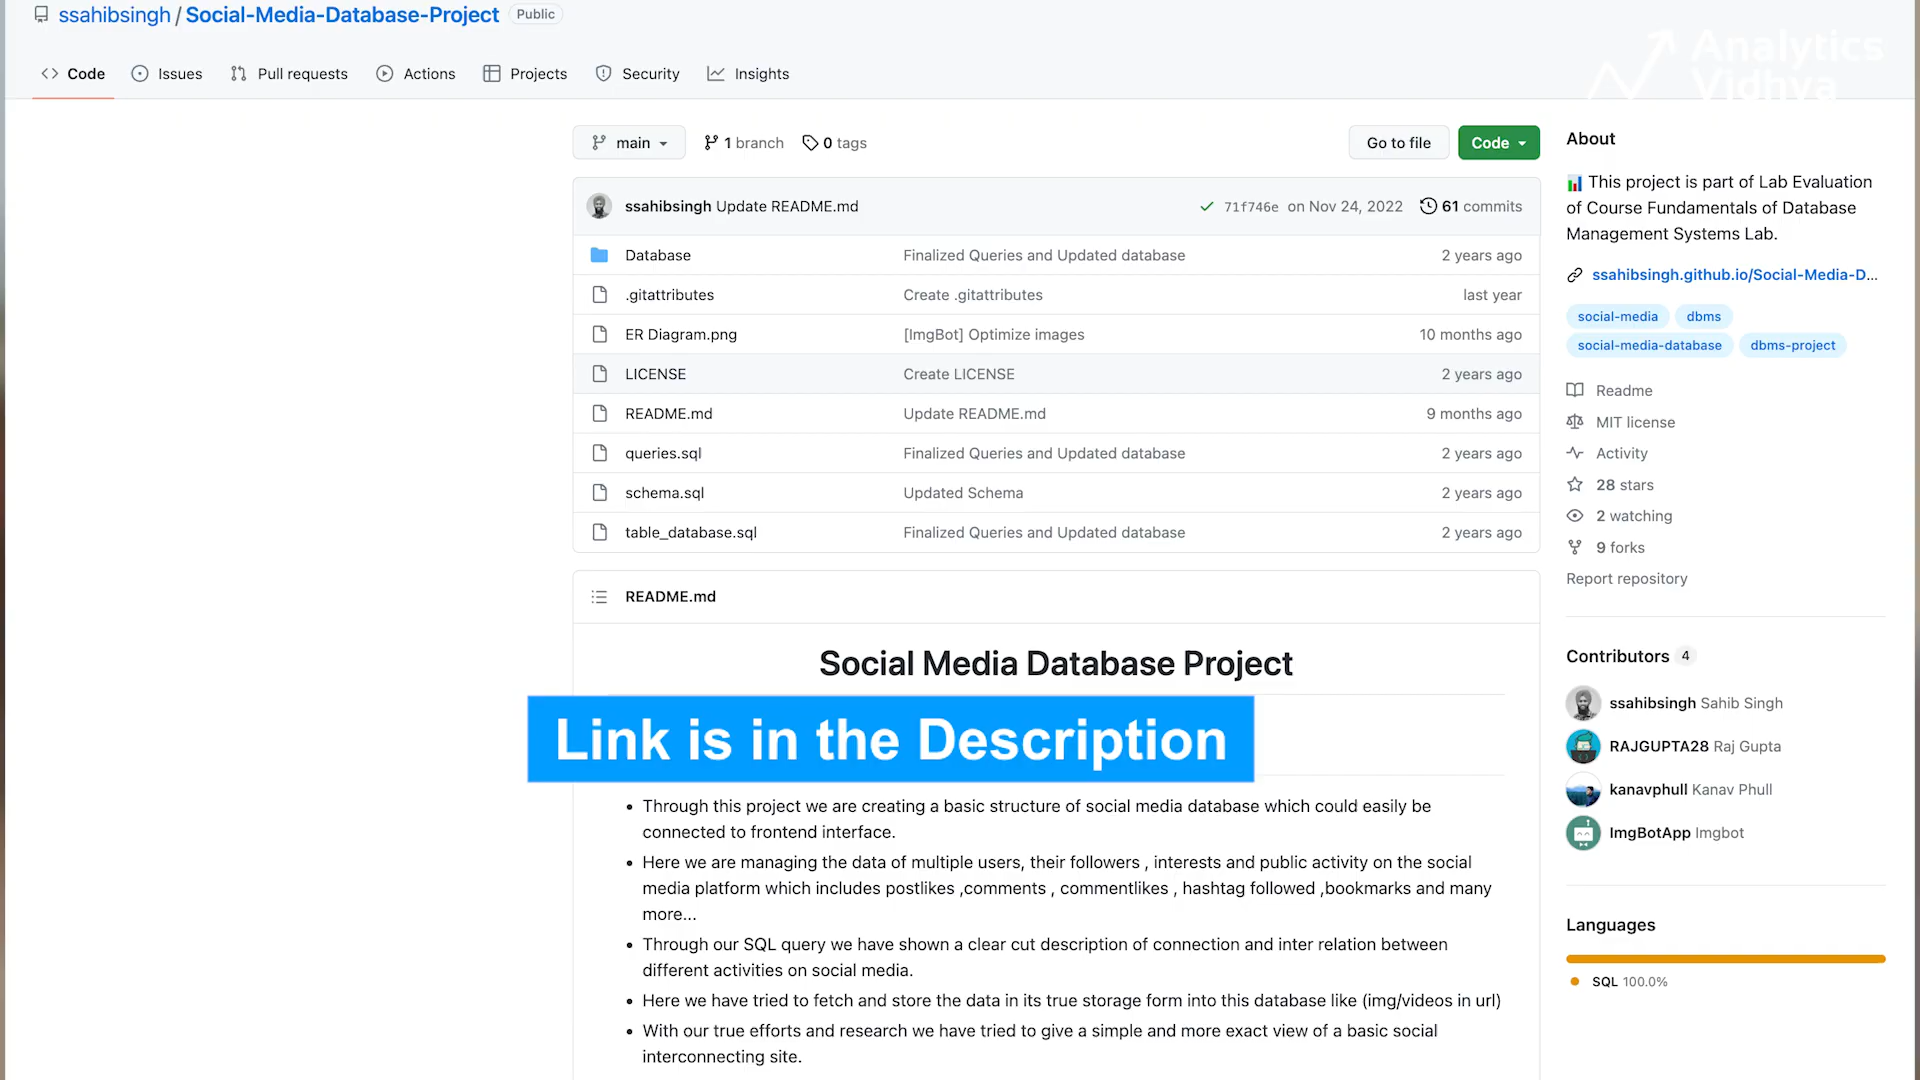 ssahibsingh / Social-Media-Database-Project Public
Analytics
Vidhya
Code Issues Pull requests Actions Projects Security Insights
main 1 branch 0 tags Go to file Code
ssahibsingh Update README.md 71f746e on Nov 24, 2022 61 commits
Database Finalized Queries and Updated database 2 years ago
.gitattributes Create .gitattributes last year
ER Diagram.png [ImgBot] Optimize images 10 months ago
LICENSE Create LICENSE 2 years ago
README.md Update README.md 9 months ago
queries.sql Finalized Queries and Updated database 2 years ago
schema.sql Updated Schema 2 years ago
table_database.sql Finalized Queries and Updated database 2 years ago
README.md
Social Media Database Project
Link is in the Description
• Through this project we are creating a basic structure of social media database which could easily be
connected to frontend interface.
• Here we are managing the data of multiple users, their followers , interests and public activity on the social
media platform which includes postlikes ,comments , commentlikes , hashtag followed ,bookmarks and many
more...
• Through our SQL query we have shown a clear cut description of connection and inter relation between
different activities on social media.
• Here we have tried to fetch and store the data in its true storage form into this database like (img/videos in url)
• With our true efforts and research we have tried to give a simple and more exact view of a basic social
interconnecting site.
About
This project is part of Lab Evaluation
of Course Fundamentals of Database
Management Systems Lab.
ssahibsingh.github.io/Social-Media-D...
social-media dbms
social-media-database dbms-project
Readme
MIT license
Activity
28 stars
2 watching
9 forks
Report repository
Contributors 4
ssahibsingh Sahib Singh
RAJGUPTA28 Raj Gupta
kanavphull Kanav Phull
ImgBotApp Imgbot
Languages
SQL 100.0%